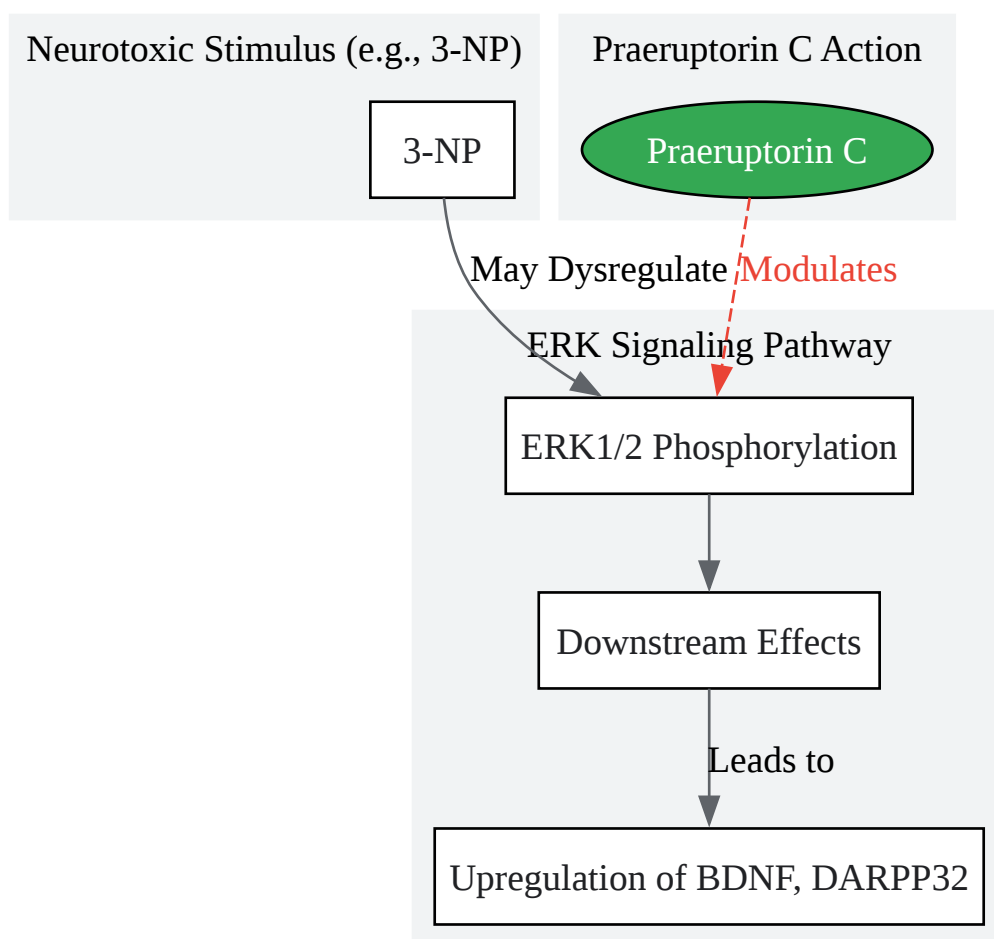 Neurotoxic Stimulus (e.g., 3-NP)
Praeruptorin C Action
3-NP
Praeruptorin C
May Dysregulate
Modulates
ERK Signaling Pathway
ERK1/2 Phosphorylation
Downstream Effects
Leads to
Upregulation of BDNF, DARPP32